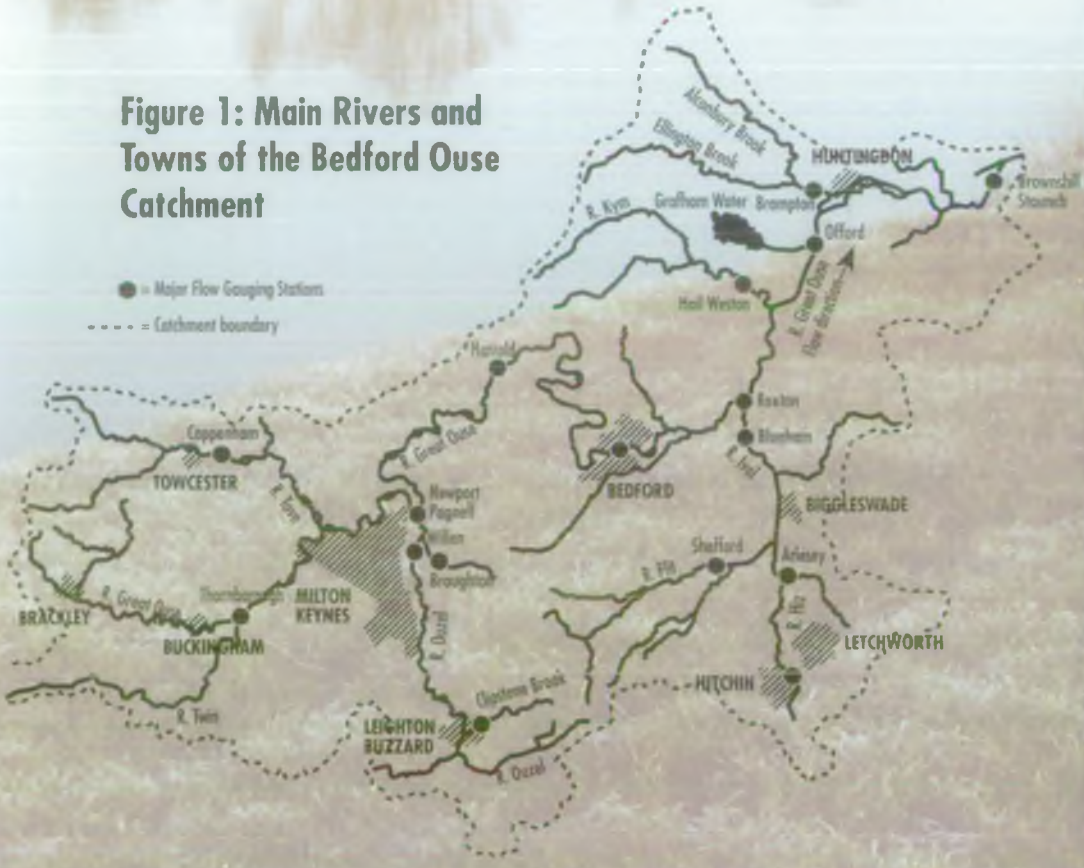 Figure 1: Main Rivers and
Towns of the Bedford Ouse
Catchment
= Major Flow Gauging Stations
= Catchment boundary
Alconbury Brook
Ellington Brook
HUNTINGDON
R. Kym
Grafham Water
Brampton
Brownshill
Staunch
Offord
Hail Weston
R. Great Ouse
Flow direction
Harrold
Roxton
Blunham
R. Great Ouse
Cappenham
TOWCESTER
R. Tove
R. Ivel
BEDFORD
BIGGLESWADE
Newport
Pagnell
Willen
Broughton
Shefford
R. Flit
Arlesey
Thornborough
MILTON
KEYNES
R. Great Ouse
BRACKLEY
BUCKINGHAM
R. Ouzel
R. Hiz
LETCHWORTH
HITCHIN
R. Twin
Clipstone Brook
LEIGHTON
BUZZARD
R. Ouzel